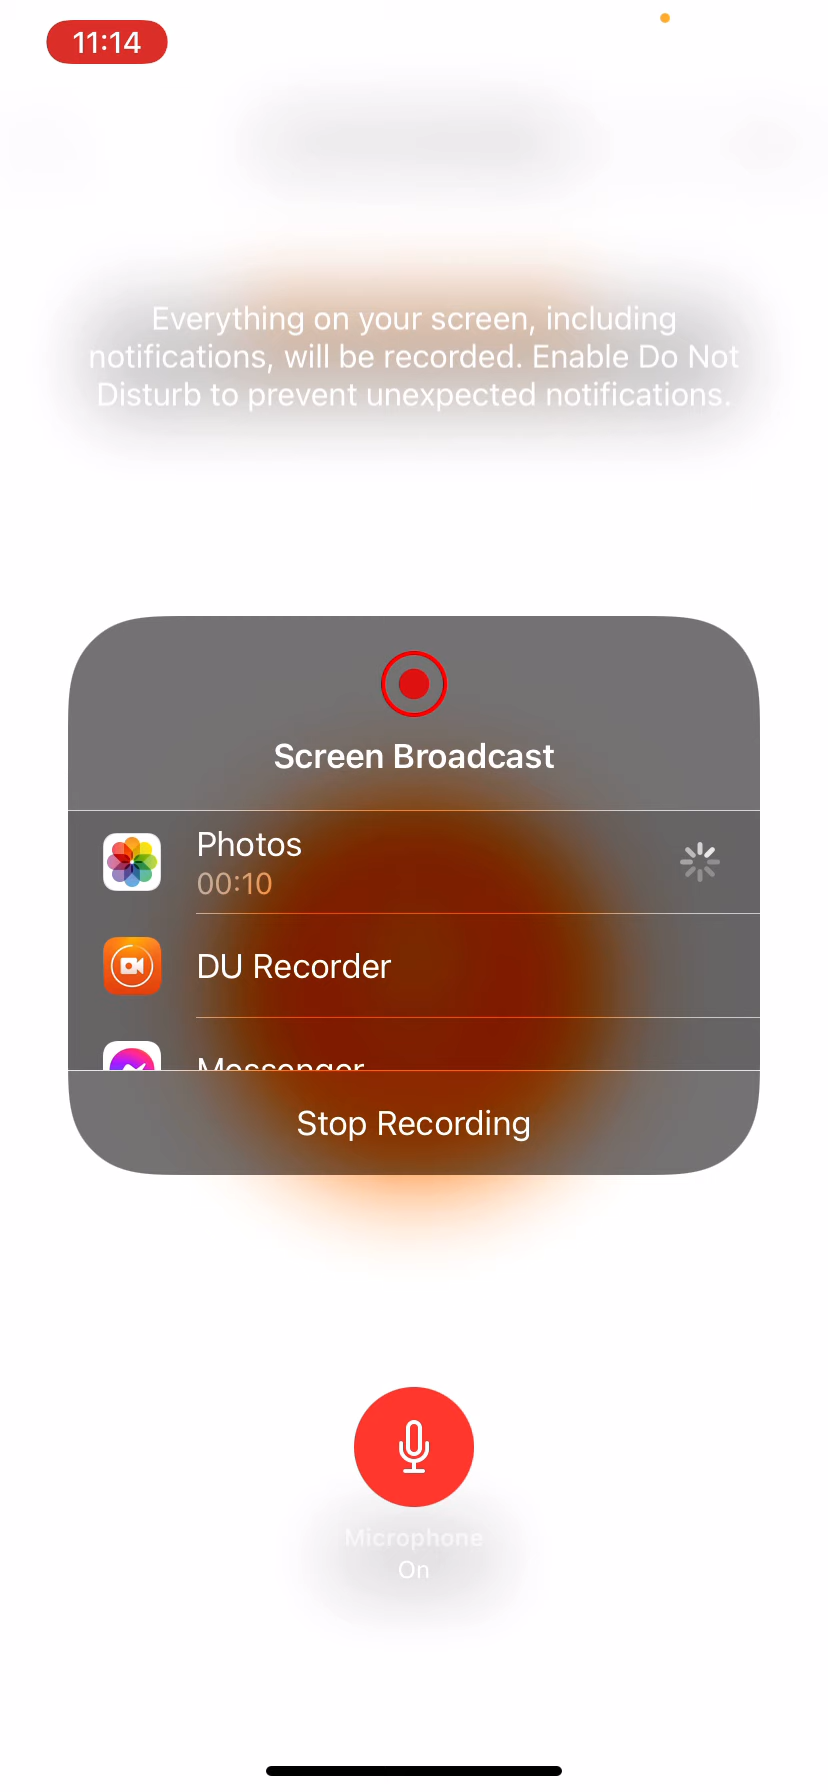 11:14
Everything on your screen, including
notifications, will be recorded. Enable Do Not
Disturb to prevent unexpected notifications.
Screen Broadcast
Photos
00:10
DU Recorder
Messenger
Stop Recording
Microphone
On